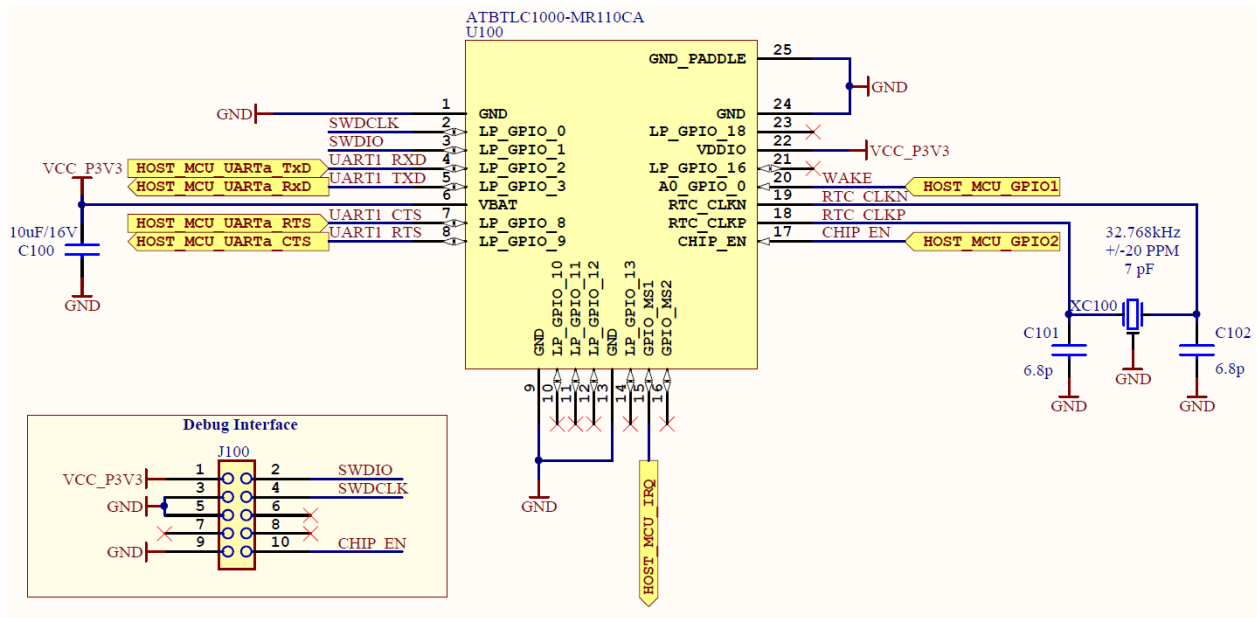 ATBTLC1000-MR110CA
U100
GND_PADDLE 25
GND
GND 1 GND
GND 24
SWDCLK 2 LP_GPIO_0
LP_GPIO_18 23
SWDIO 3 LP_GPIO_1
VDDIO 22 VCC_P3V3
VCC_P3V3
HOST_MCU_UARTa_TxD UART1_RXD 4 LP_GPIO_2
LP_GPIO_16 21
HOST_MCU_UARTa_RxD UART1_TXD 5 LP_GPIO_3
A0_GPIO_0 20 WAKE HOST_MCU_GPIO1
6 VBAT
RTC_CLKN 19 RTC_CLKN
HOST_MCU_UARTa_RTS UART1_CTS 7 LP_GPIO_8
RTC_CLKP 18 RTC_CLKP
HOST_MCU_UARTa_CTS UART1_RTS 8 LP_GPIO_9
CHIP_EN 17 CHIP_EN HOST_MCU_GPIO2
10uF/16V
C100
GND
32.768kHz
+/-20 PPM
7 pF
XC100
C101
6.8p
GND
GND
C102
6.8p
GND
GND
LP_GPIO_10
LP_GPIO_11
LP_GPIO_12
GND
LP_GPIO_13
GPIO_MS1
GPIO_MS2
9
10
11
12
13
14
15
16
GND
HOST_MCU_IRQ
Debug Interface
J100
VCC_P3V3 1 2 SWDIO
3 4 SWDCLK
GND 5 6
7 8
GND 9 10 CHIP_EN